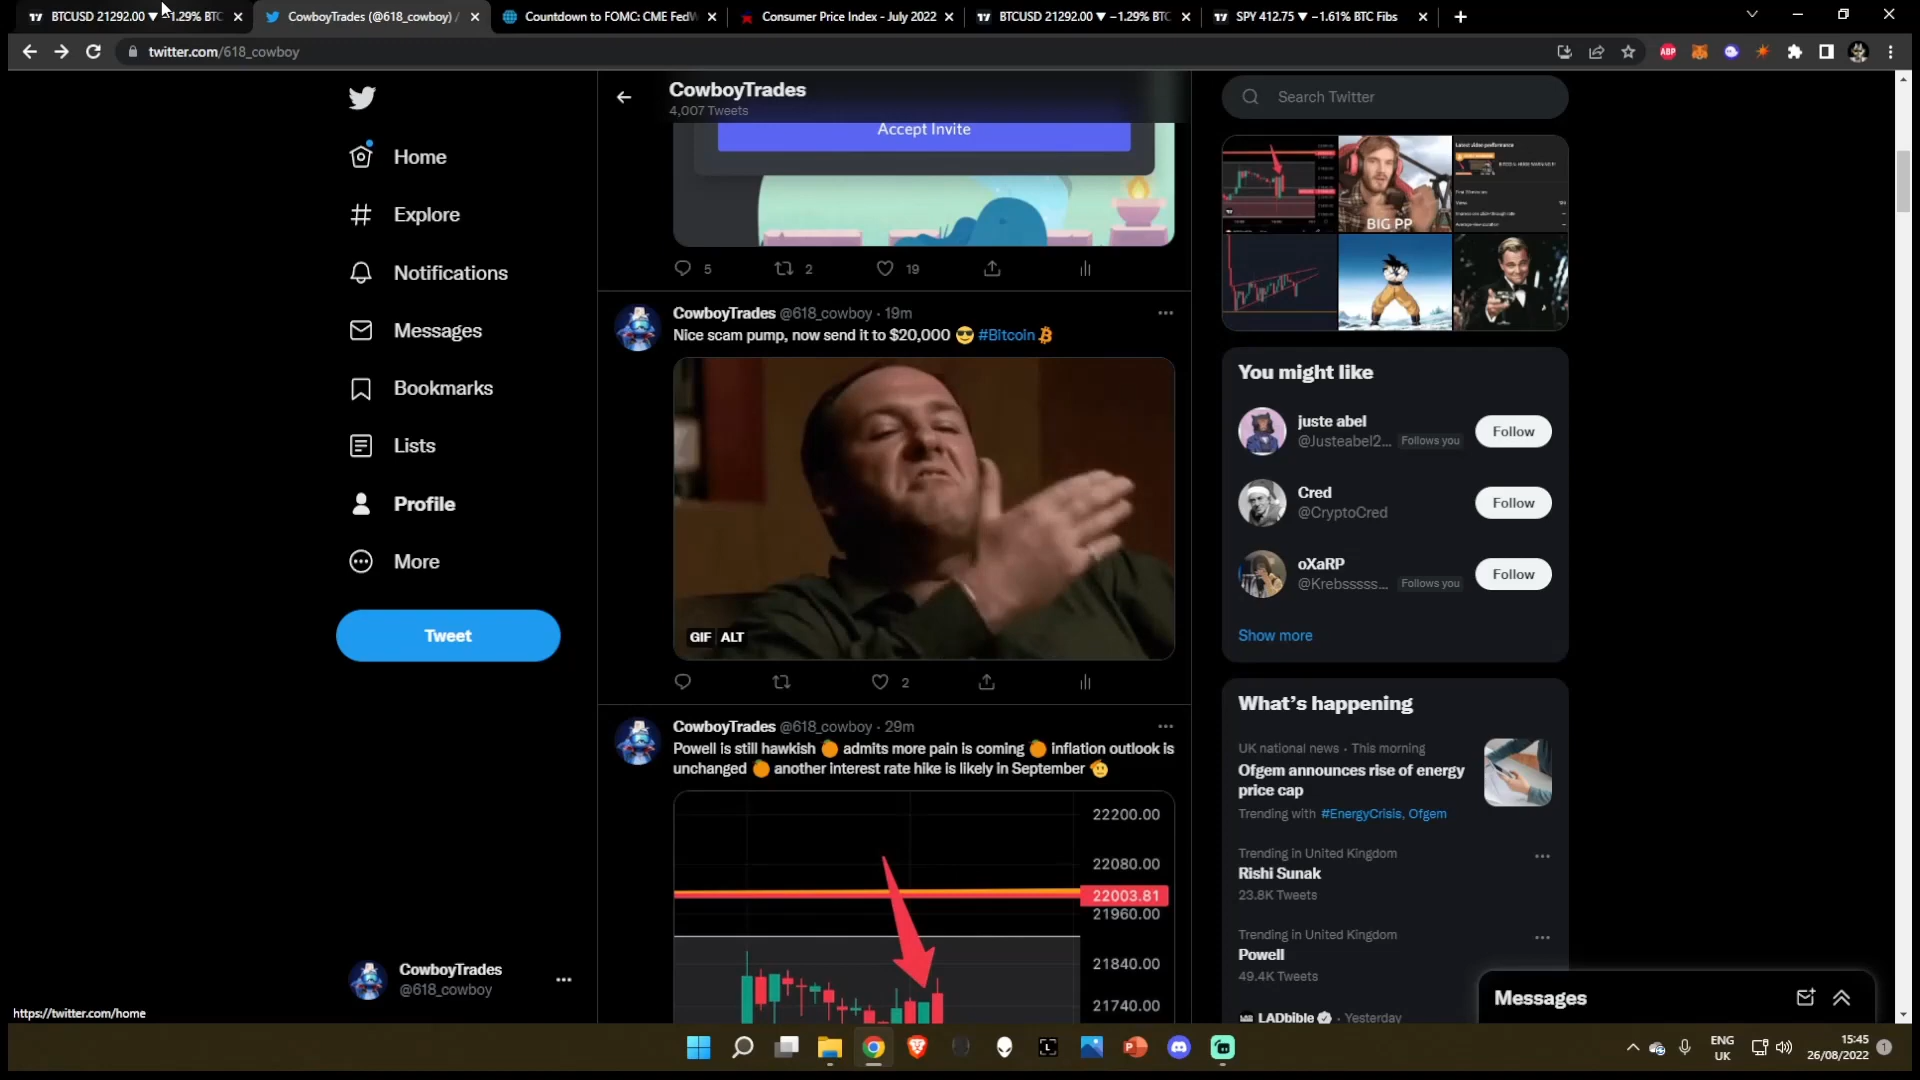 BTCUSD 21292.00 ▼ −1.29% BTC
CowboyTrades (@618_cowboy) /
Countdown to FOMC: CME FedW
Consumer Price Index - July 2022
BTCUSD 21292.00 ▼ −1.29% BTC
SPY 412.75 ▼ −1.61% BTC Fibs
twitter.com/618_cowboy
ABP
Home
Explore
Notifications
Messages
Bookmarks
Lists
Profile
More
Tweet
CowboyTrades
@618_cowboy
https://twitter.com/home
CowboyTrades
4,007 Tweets
Accept Invite
5 2 19
CowboyTrades @618_cowboy · 19m
Nice scam pump, now send it to $20,000 😎 #Bitcoin
GIF ALT
2
CowboyTrades @618_cowboy · 29m
Powell is still hawkish 🍊 admits more pain is coming 🍊 inflation outlook is
unchanged 🍊 another interest rate hike is likely in September 🫡
22200.00
22080.00
22003.81
21960.00
21840.00
21740.00
Search Twitter
BIG PP
Latest video performance
You might like
juste abel
@Justeabel2... Follows you
Follow
Cred
@CryptoCred
Follow
oXaRP
@Krebsssss... Follows you
Follow
Show more
What's happening
UK national news · This morning
Ofgem announces rise of energy
price cap
Trending with #EnergyCrisis, Ofgem
Trending in United Kingdom
Rishi Sunak
23.8K Tweets
Trending in United Kingdom
Powell
49.4K Tweets
LADbible · Yesterday
Messages
ENG
UK
15:45
26/08/2022
1